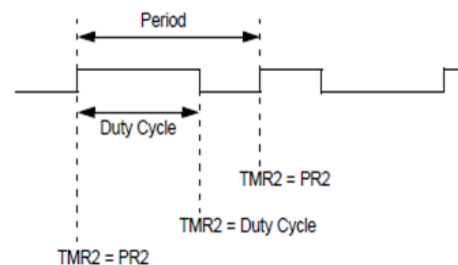 Period
Duty Cycle
TMR2 = PR2
TMR2 = Duty Cycle
TMR2 = PR2